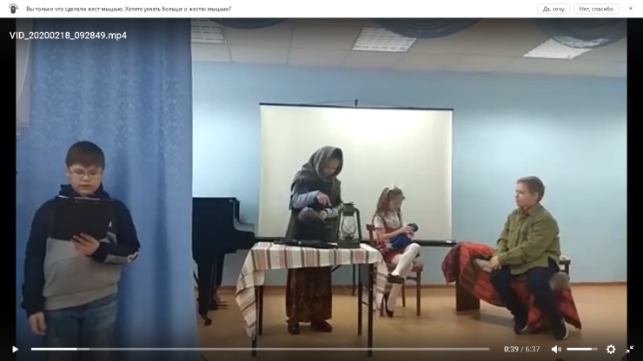 Вы только что сделали жест мышью. Хотите узнать больше о жестах мышью?
Да, хочу
Нет, спасибо
VID_20200218_092849.mp4
0:39 / 6:37